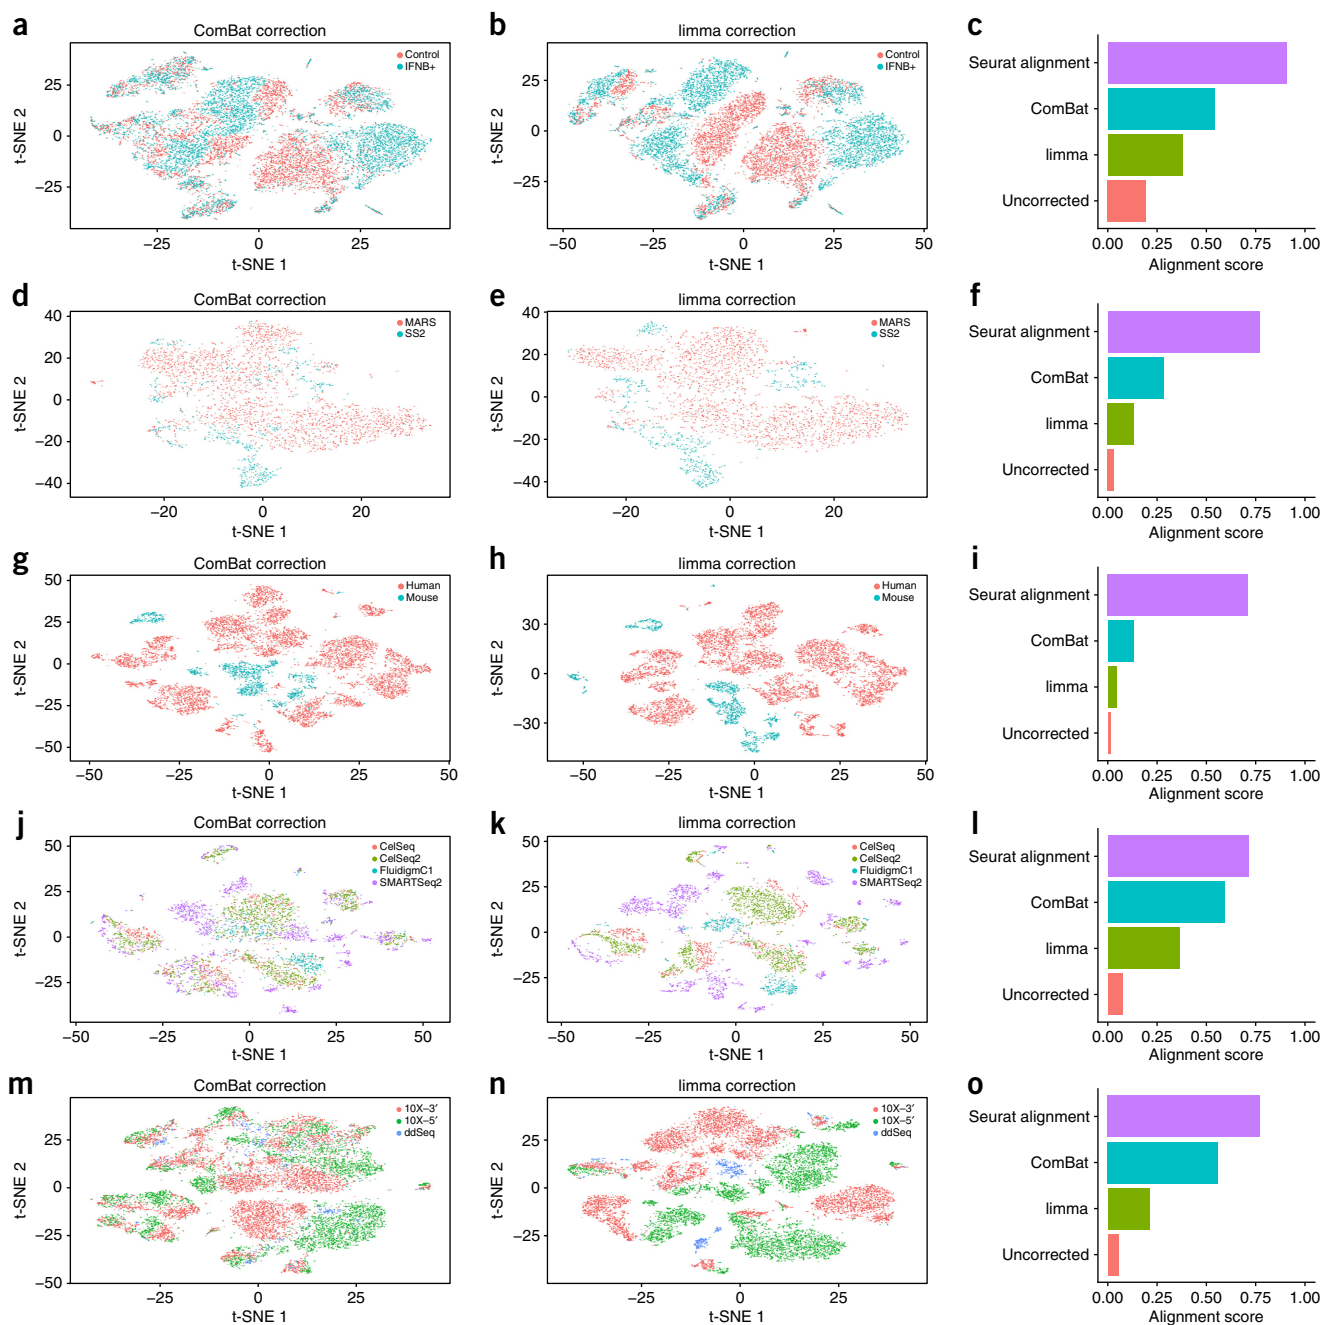 a
ComBat correction
Control
IFNB+
25
0
−25
−25
0
25
t-SNE 2
t-SNE 1
b
limma correction
Control
IFNB+
25
0
−25
−50
−25
0
25
50
t-SNE 2
t-SNE 1
c
Seurat alignment
ComBat
limma
Uncorrected
0.00 0.25 0.50 0.75 1.00
Alignment score
d
ComBat correction
MARS
SS2
40
20
0
−20
−40
−20
0
20
t-SNE 2
t-SNE 1
e
limma correction
MARS
SS2
40
20
0
−20
−40
−20
0
20
t-SNE 2
t-SNE 1
f
Seurat alignment
ComBat
limma
Uncorrected
0.00 0.25 0.50 0.75 1.00
Alignment score
g
ComBat correction
Human
Mouse
50
25
0
−25
−50
−50
−25
0
25
50
t-SNE 2
t-SNE 1
h
limma correction
Human
Mouse
30
0
−30
−50
−25
0
25
50
t-SNE 2
t-SNE 1
i
Seurat alignment
ComBat
limma
Uncorrected
0.00 0.25 0.50 0.75 1.00
Alignment score
j
ComBat correction
CelSeq
CelSeq2
FluidigmC1
SMARTSeq2
50
25
0
−25
−50
−25
0
25
50
t-SNE 2
t-SNE 1
k
limma correction
CelSeq
CelSeq2
FluidigmC1
SMARTSeq2
50
25
0
−25
−50
−25
0
25
50
t-SNE 2
t-SNE 1
l
Seurat alignment
ComBat
limma
Uncorrected
0.00 0.25 0.50 0.75 1.00
Alignment score
m
ComBat correction
10X−3′
10X−5′
ddSeq
25
0
−25
−50
−25
0
25
t-SNE 2
t-SNE 1
n
limma correction
10X−3′
10X−5′
ddSeq
25
0
−25
−50
−25
0
25
t-SNE 2
t-SNE 1
o
Seurat alignment
ComBat
limma
Uncorrected
0.00 0.25 0.50 0.75 1.00
Alignment score